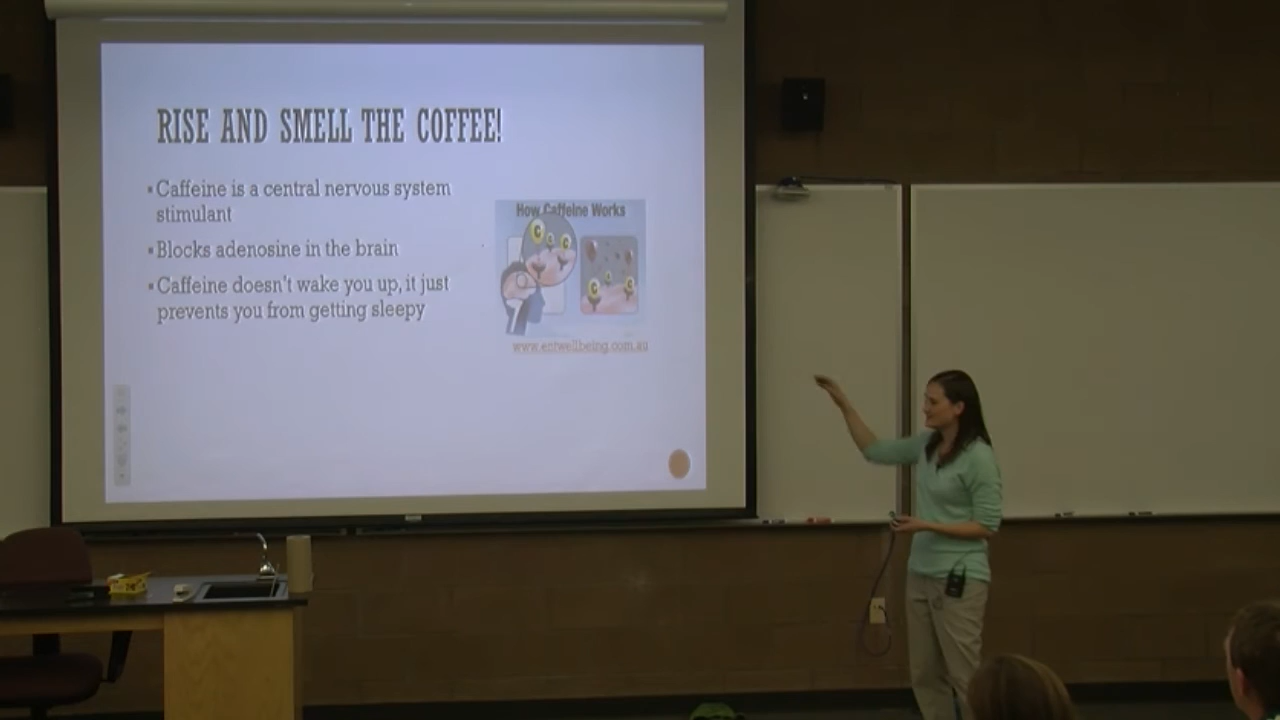 RISE AND SMELL THE COFFEE!
▪Caffeine is a central nervous system
stimulant
▪Blocks adenosine in the brain
▪Caffeine doesn't wake you up, it just
prevents you from getting sleepy
How Caffeine Works
C C C
C C C
www.entwellbeing.com.au